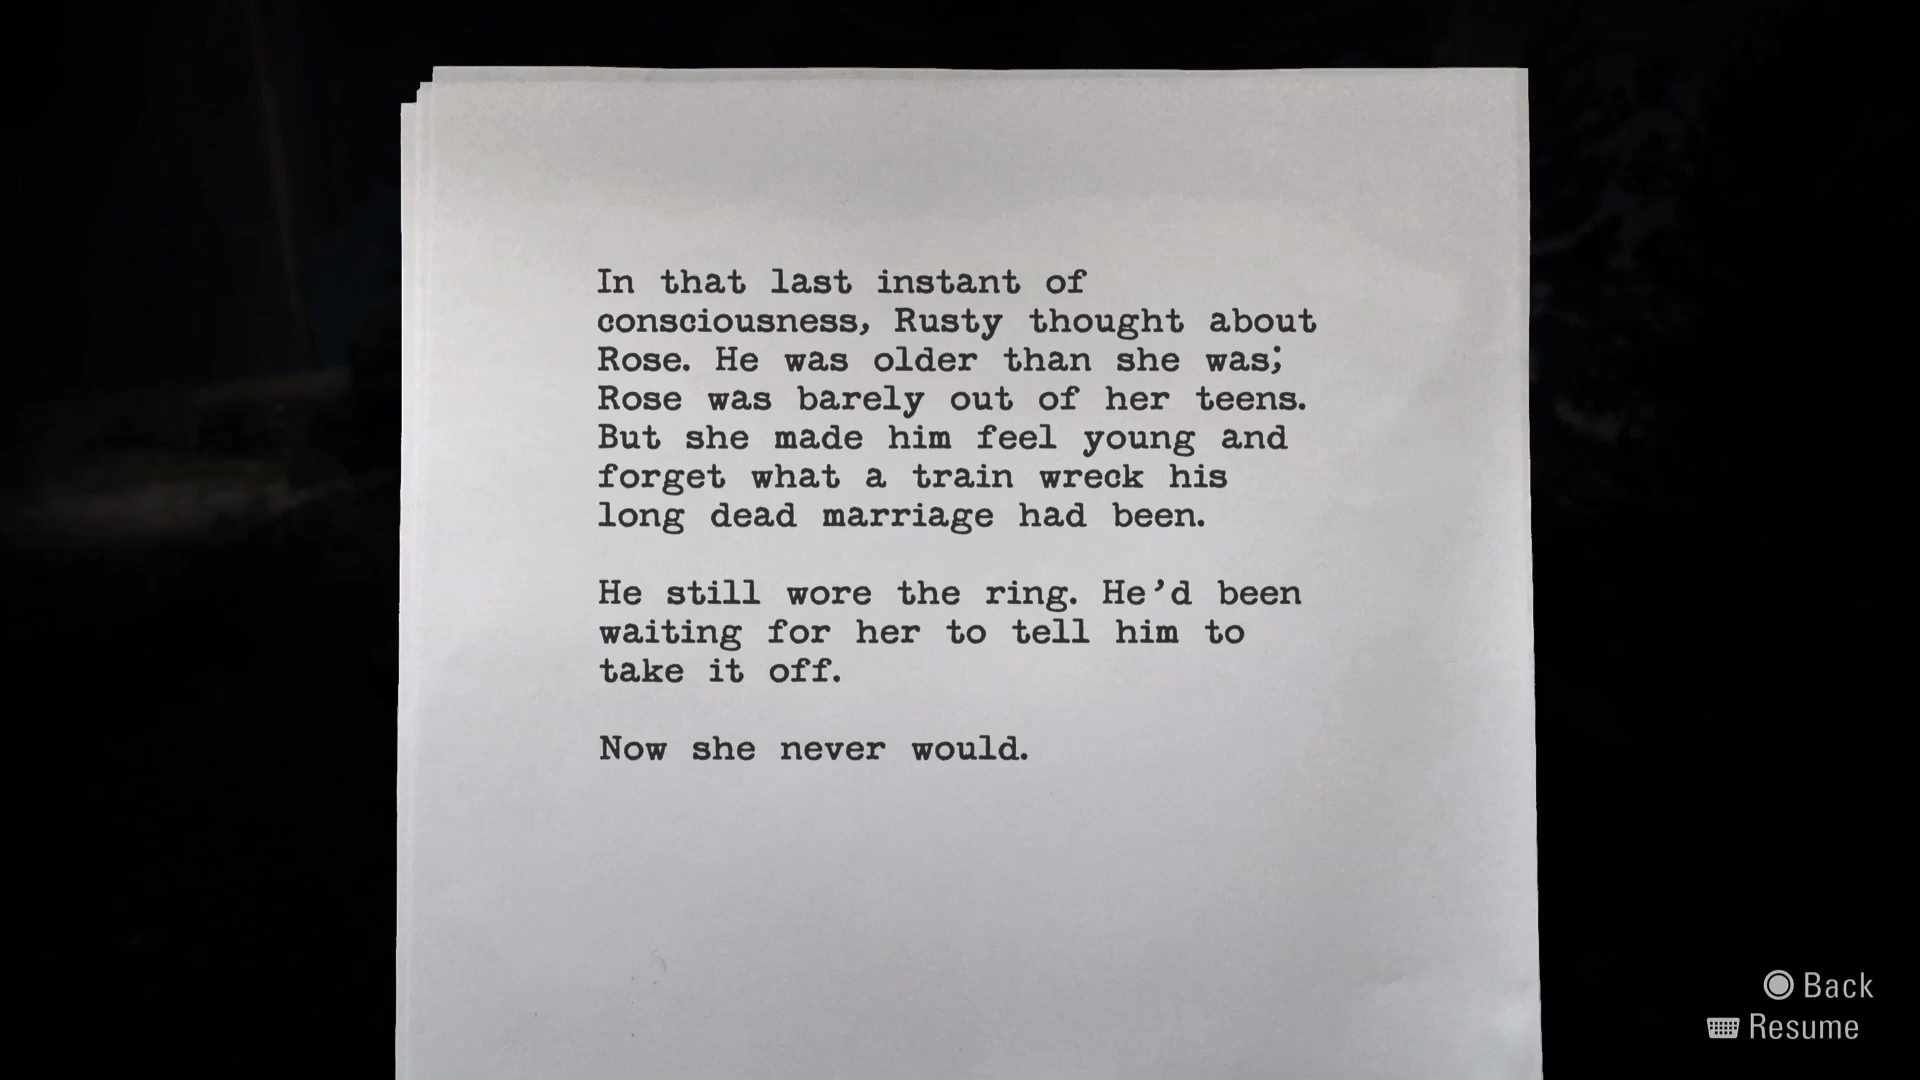 In that last instant of
consciousness, Rusty thought about
Rose. He was older than she was;
Rose was barely out of her teens.
But she made him feel young and
forget what a train wreck his
long dead marriage had been.
He still wore the ring. He’d been
waiting for her to tell him to
take it off.
Now she never would.
Back
Resume